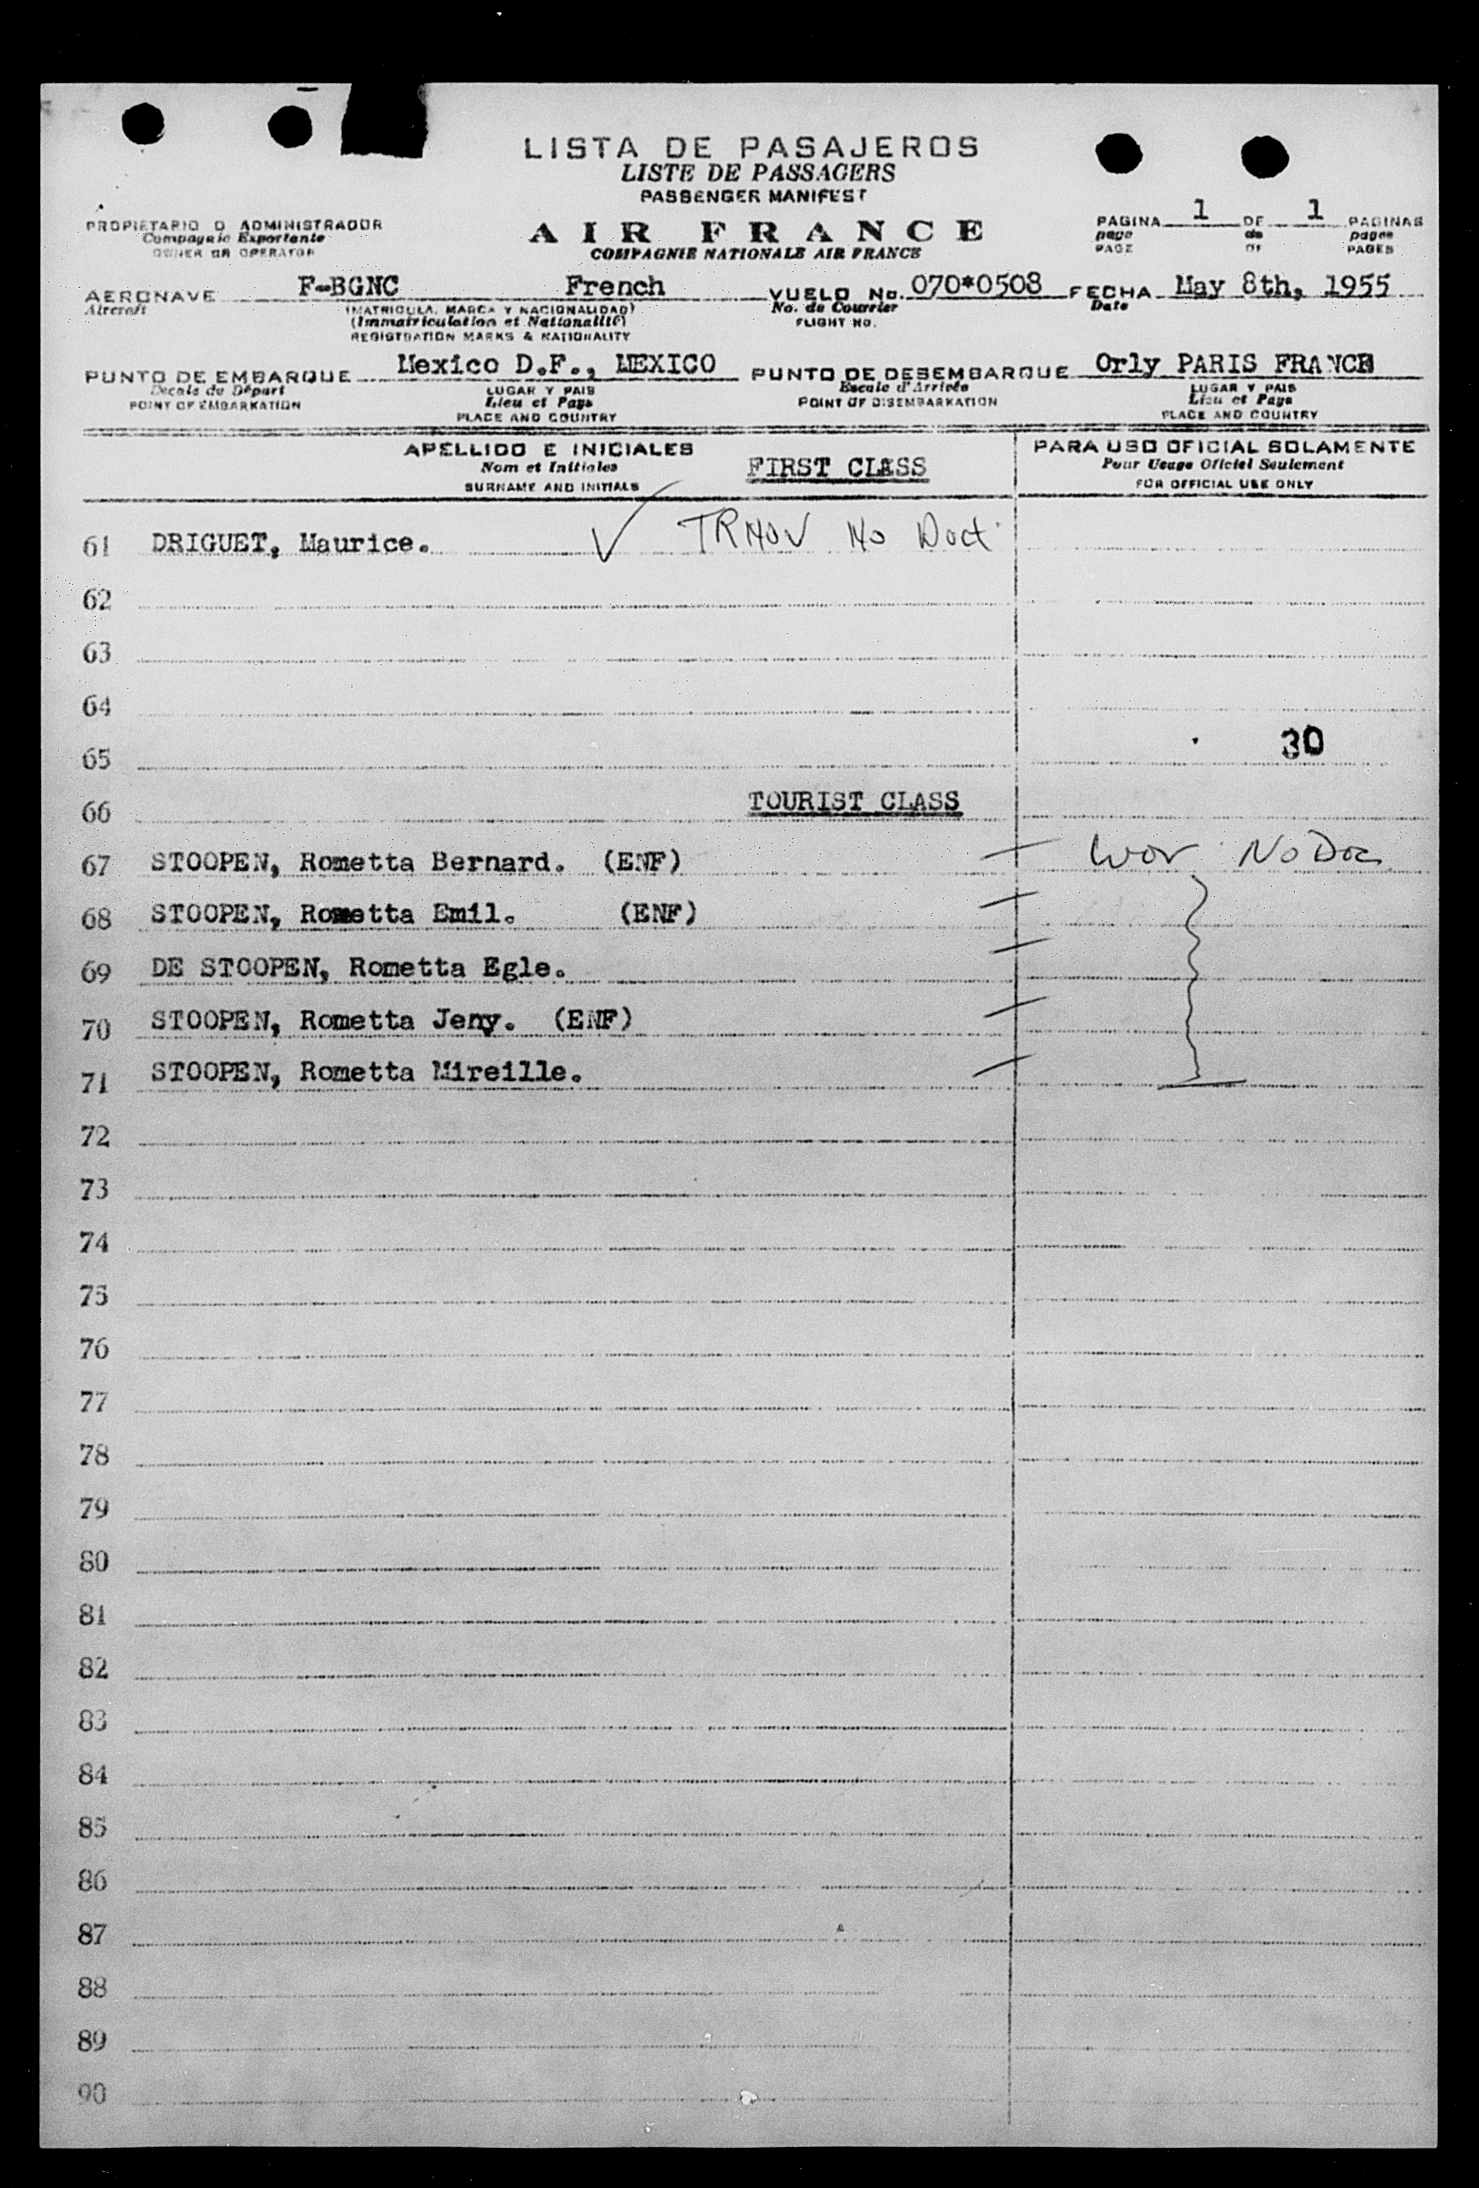 LISTA DE PASAJEROS
LISTE DE PASSAGERS
PASSENGER MANIFEST
PROPIETARIO O ADMINISTRADOR
Compagnie Exportante
OWNER OR OPERATOR
AIR FRANCE
COMPAGNIE NATIONALE AIR FRANCE
PAGINA 1 DE 1 PAGINAS
page de pages
PAGE OF PAGES
AERONAVE F-BGNC French VUELO No. 070*0508 FECHA May 8th, 1955
Aircraft (MATRICULA, MARCA Y NACIONALIDAD) No. de Courrier Date
(Immatriculation et Nationalité) FLIGHT NO.
REGISTRATION MARKS & NATIONALITY
PUNTO DE EMBARQUE Mexico D.F., MEXICO PUNTO DE DESEMBARQUE Orly PARIS FRANCE
Escale du Départ LUGAR Y PAIS Escale d'Arrivée LUGAR Y PAIS
POINT OF EMBARKATION Lieu et Pays POINT OF DISEMBARKATION Lieu et Pays
PLACE AND COUNTRY PLACE AND COUNTRY
APELLIDO E INICIALES PARA USO OFICIAL SOLAMENTE
Nom et Initiales FIRST CLASS Pour Usage Oficiel Seulement
SURNAME AND INITIALS FOR OFFICIAL USE ONLY
61 DRIGUET, Maurice. ✓ No Doct
62
63
64
65 30
66 TOURIST CLASS
67 STOOPEN, Rometta Bernard. (ENF) wov No Doc
68 STOOPEN, Rometta Emil. (ENF)
69 DE STOOPEN, Rometta Egle.
70 STOOPEN, Rometta Jeny. (ENF)
71 STOOPEN, Rometta Mireille.
72
73
74
75
76
77
78
79
80
81
82
83
84
85
86
87
88
89
90